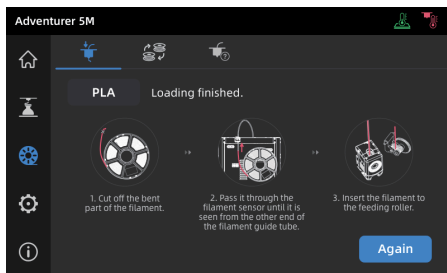 Adventurer 5M
PLA
Loading finished.
1. Cut off the bent
part of the filament.
2. Pass it through the
filament sensor until it is
seen from the other end of
the filament guide tube.
3. Insert the filament to
the feeding roller.
Again